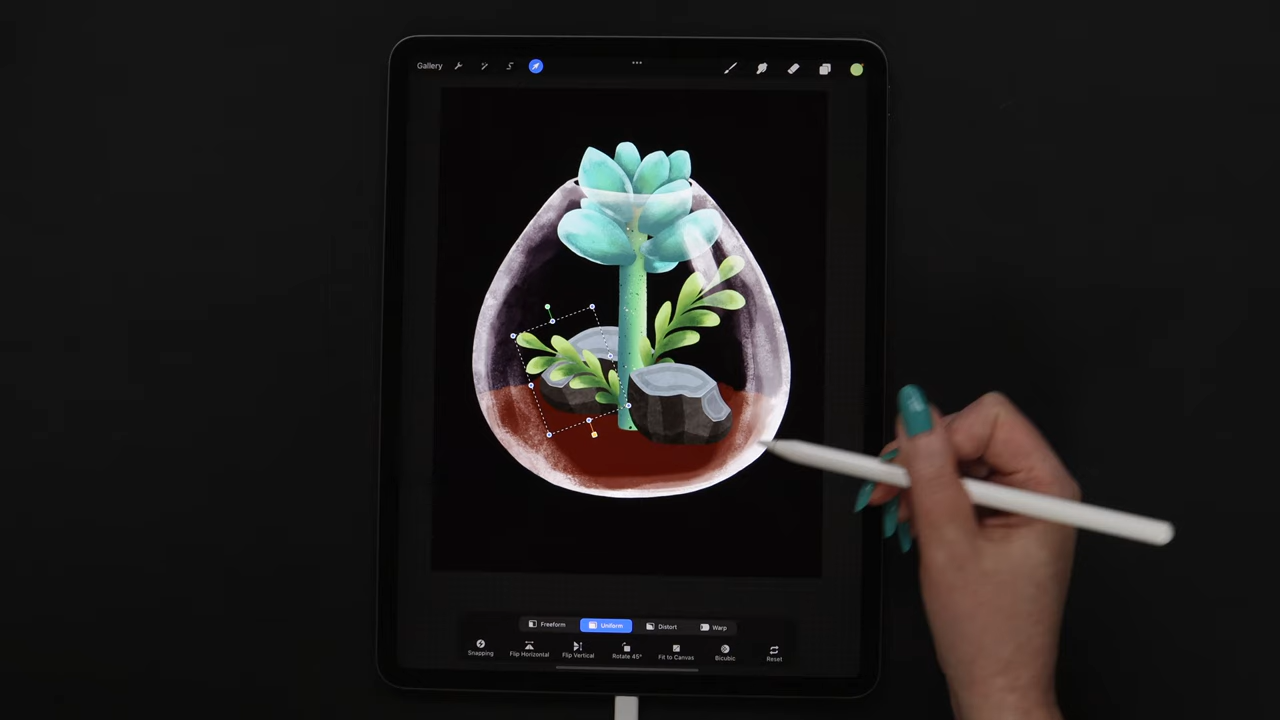 Gallery
Freeform Uniform Distort Warp
Snapping Flip Horizontal Flip Vertical Rotate 45° Fit to Canvas Bicubic Reset